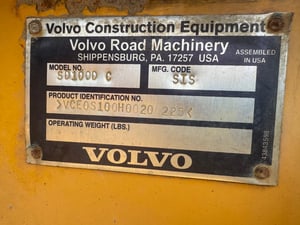 Volvo Construction Equipment
Volvo Road Machinery
SHIPPENSBURG, PA. 17257 USA
ASSEMBLED IN USA
MODEL NO.
SD100D C
MFG. CODE
SIS
PRODUCT IDENTIFICATION NO.
>VCE0S100H0020 225<
OPERATING WEIGHT (LBS.)
VOLVO